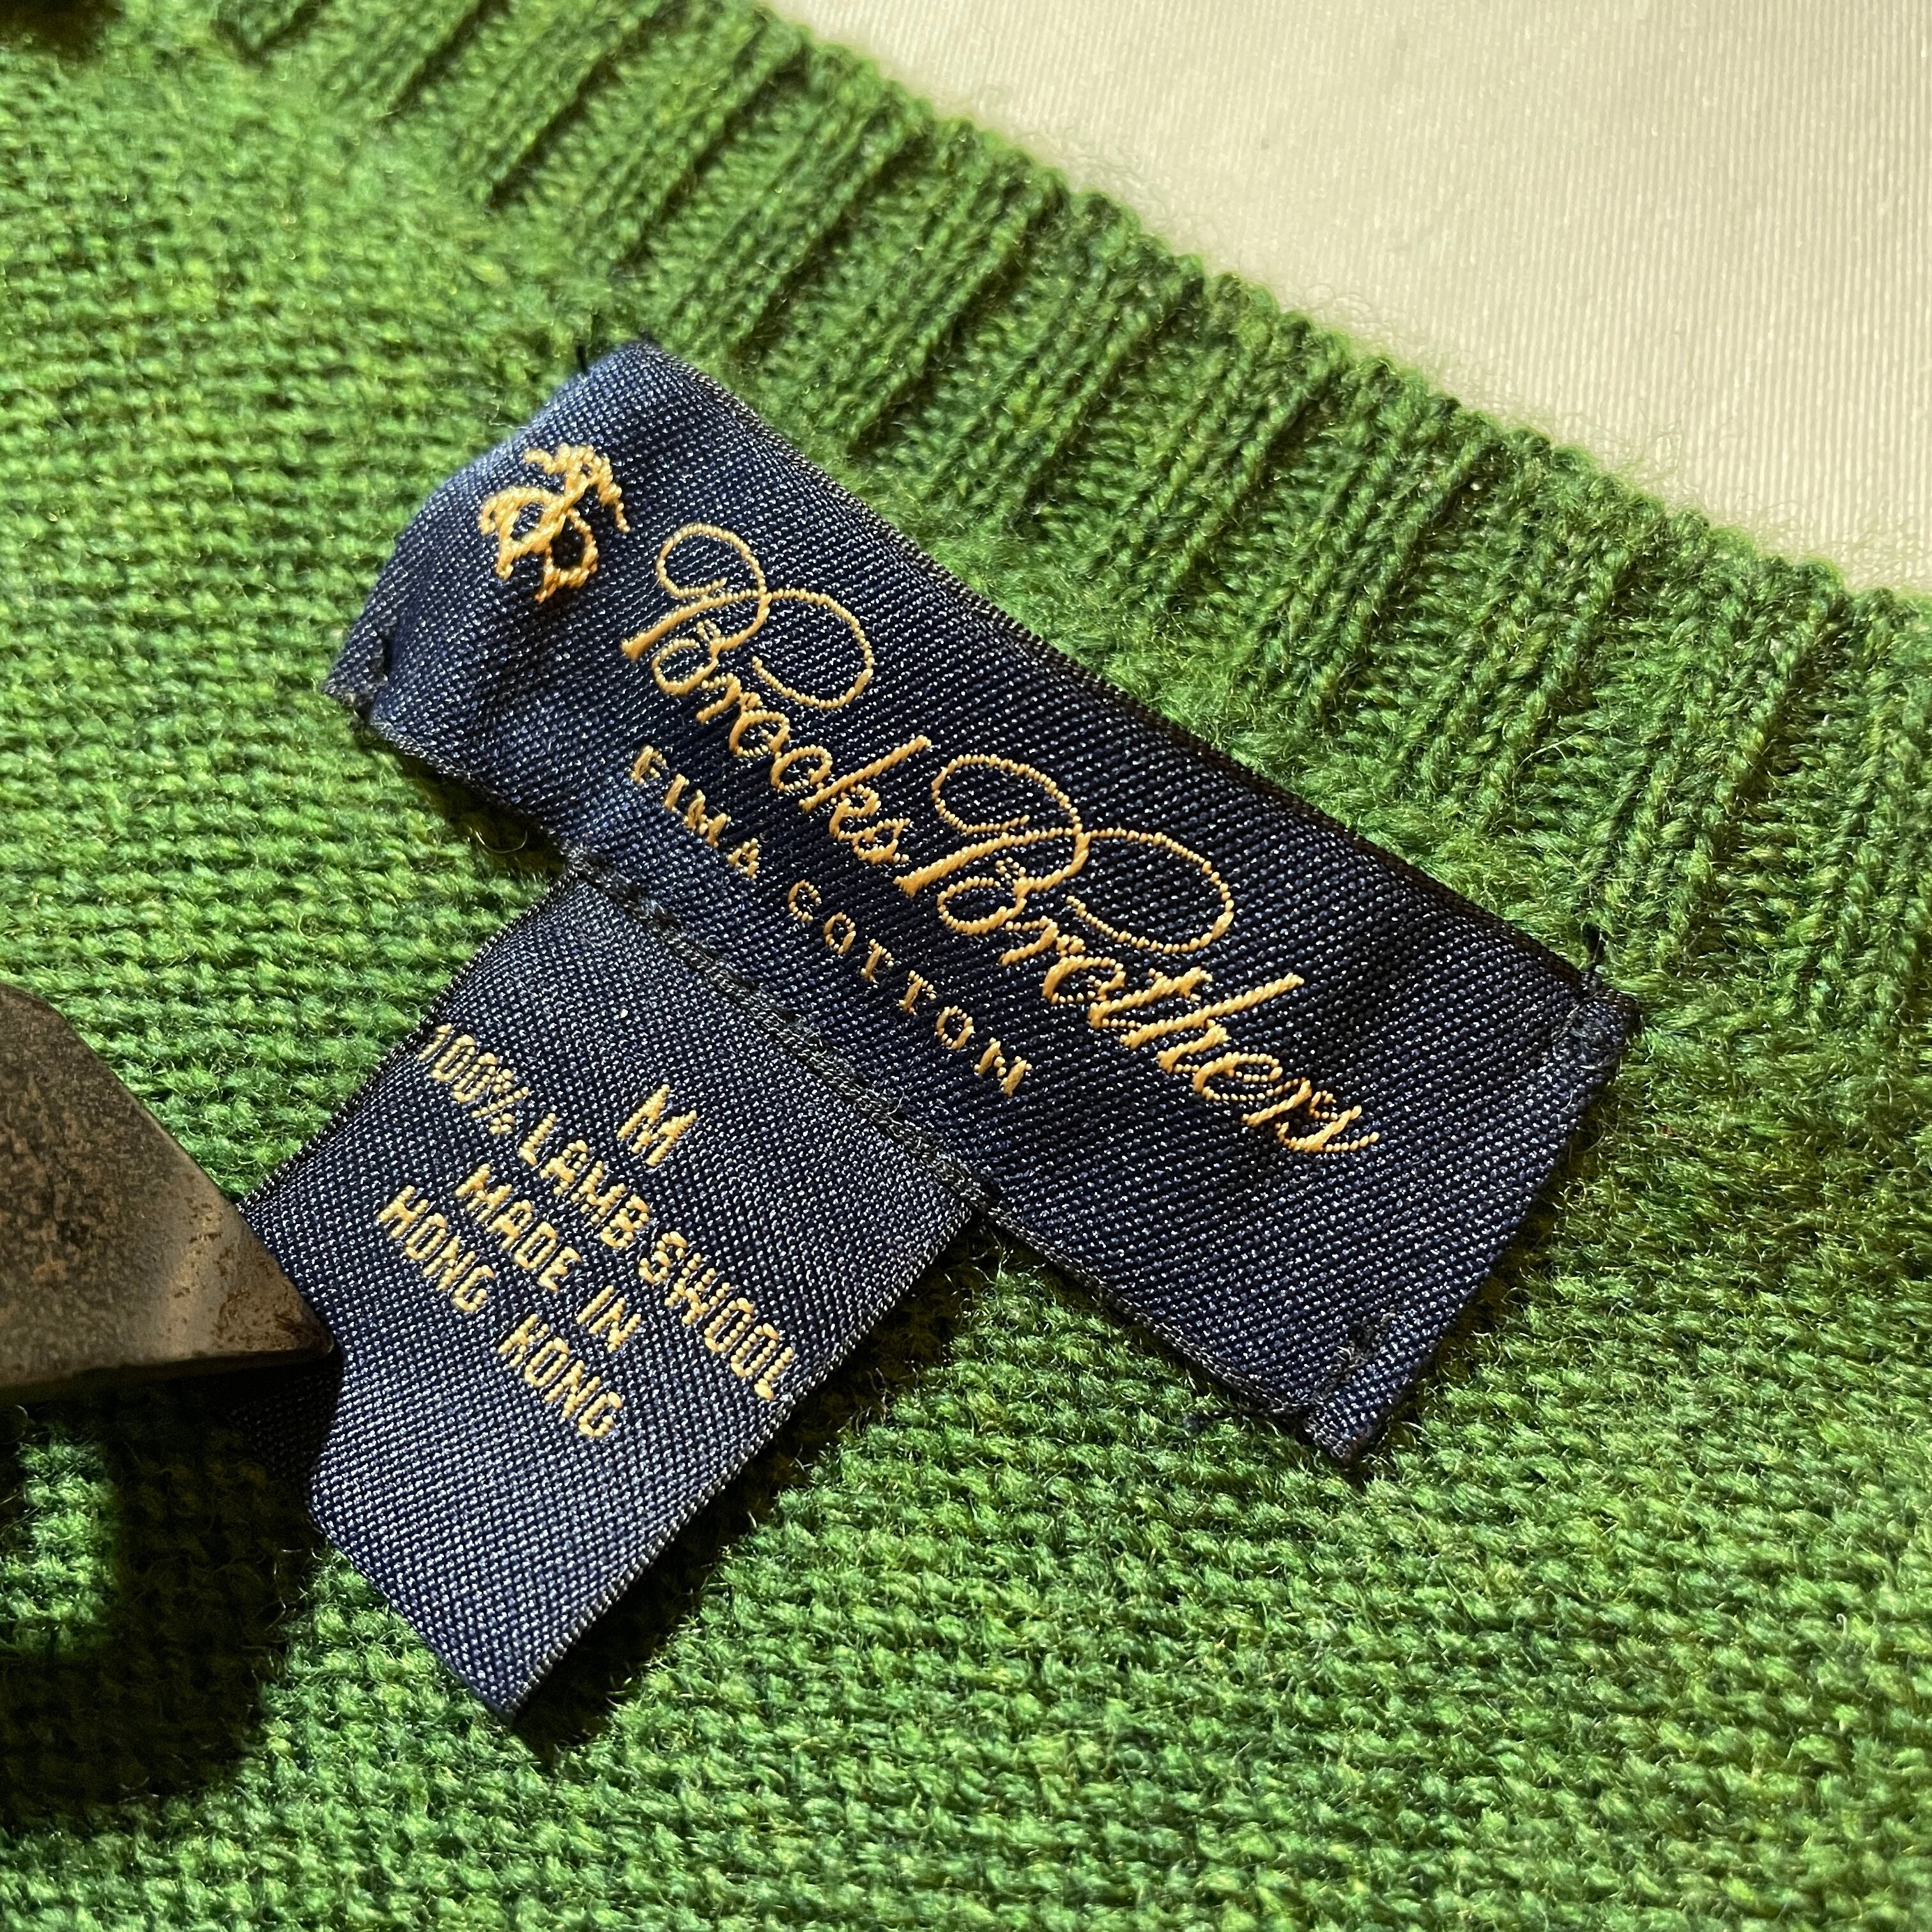 Brooks Brothers
PIMA COTTON
M
100% LAMBSWOOL
MADE IN
HONG KONG